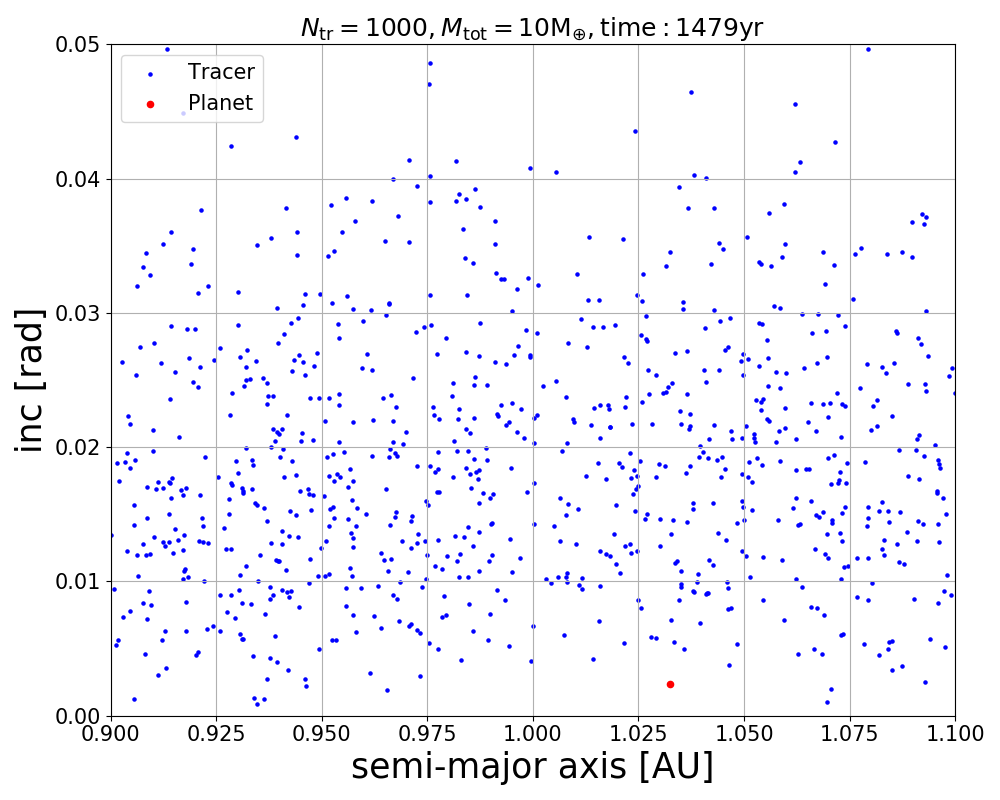 N_tr = 1000, M_tot = 10M_⊕, time : 1479yr
0.05
Tracer
Planet
0.04
0.03
0.02
0.01
0.00
inc [rad]
0.900 0.925 0.950 0.975 1.000 1.025 1.050 1.075 1.100
semi-major axis [AU]